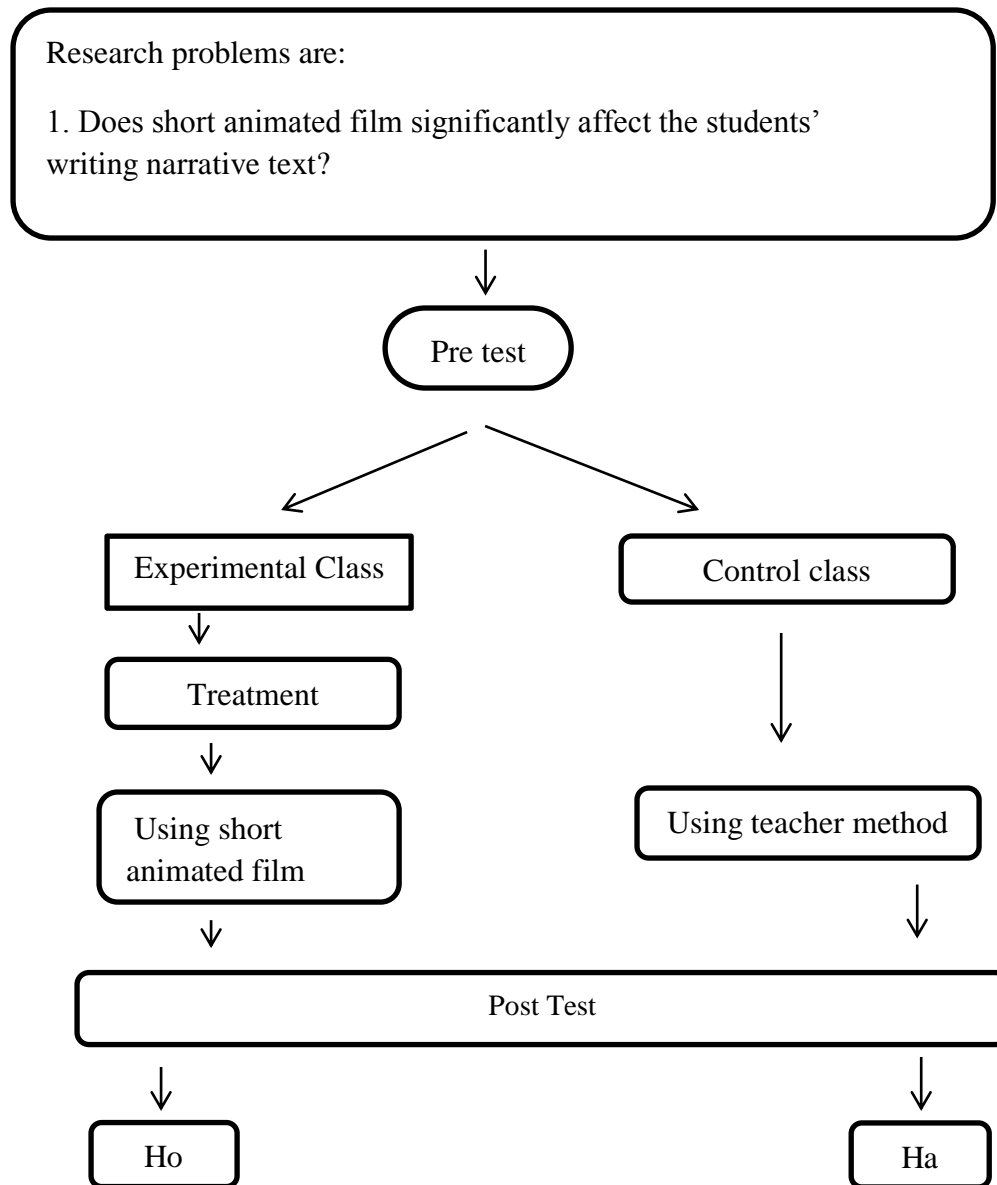 Research problems are:
1. Does short animated film significantly affect the students’
writing narrative text?
Pre test
Experimental Class
Control class
Treatment
Using short
animated film
Using teacher method
Post Test
Ho
Ha